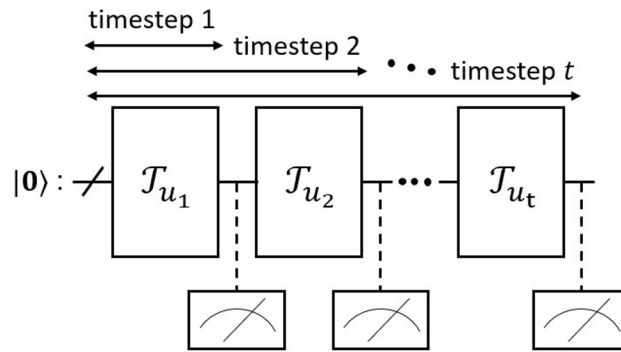 timestep 1
timestep 2
timestep t
|0⟩ : 𝒯u₁ 𝒯u₂ ••• 𝒯uₜ